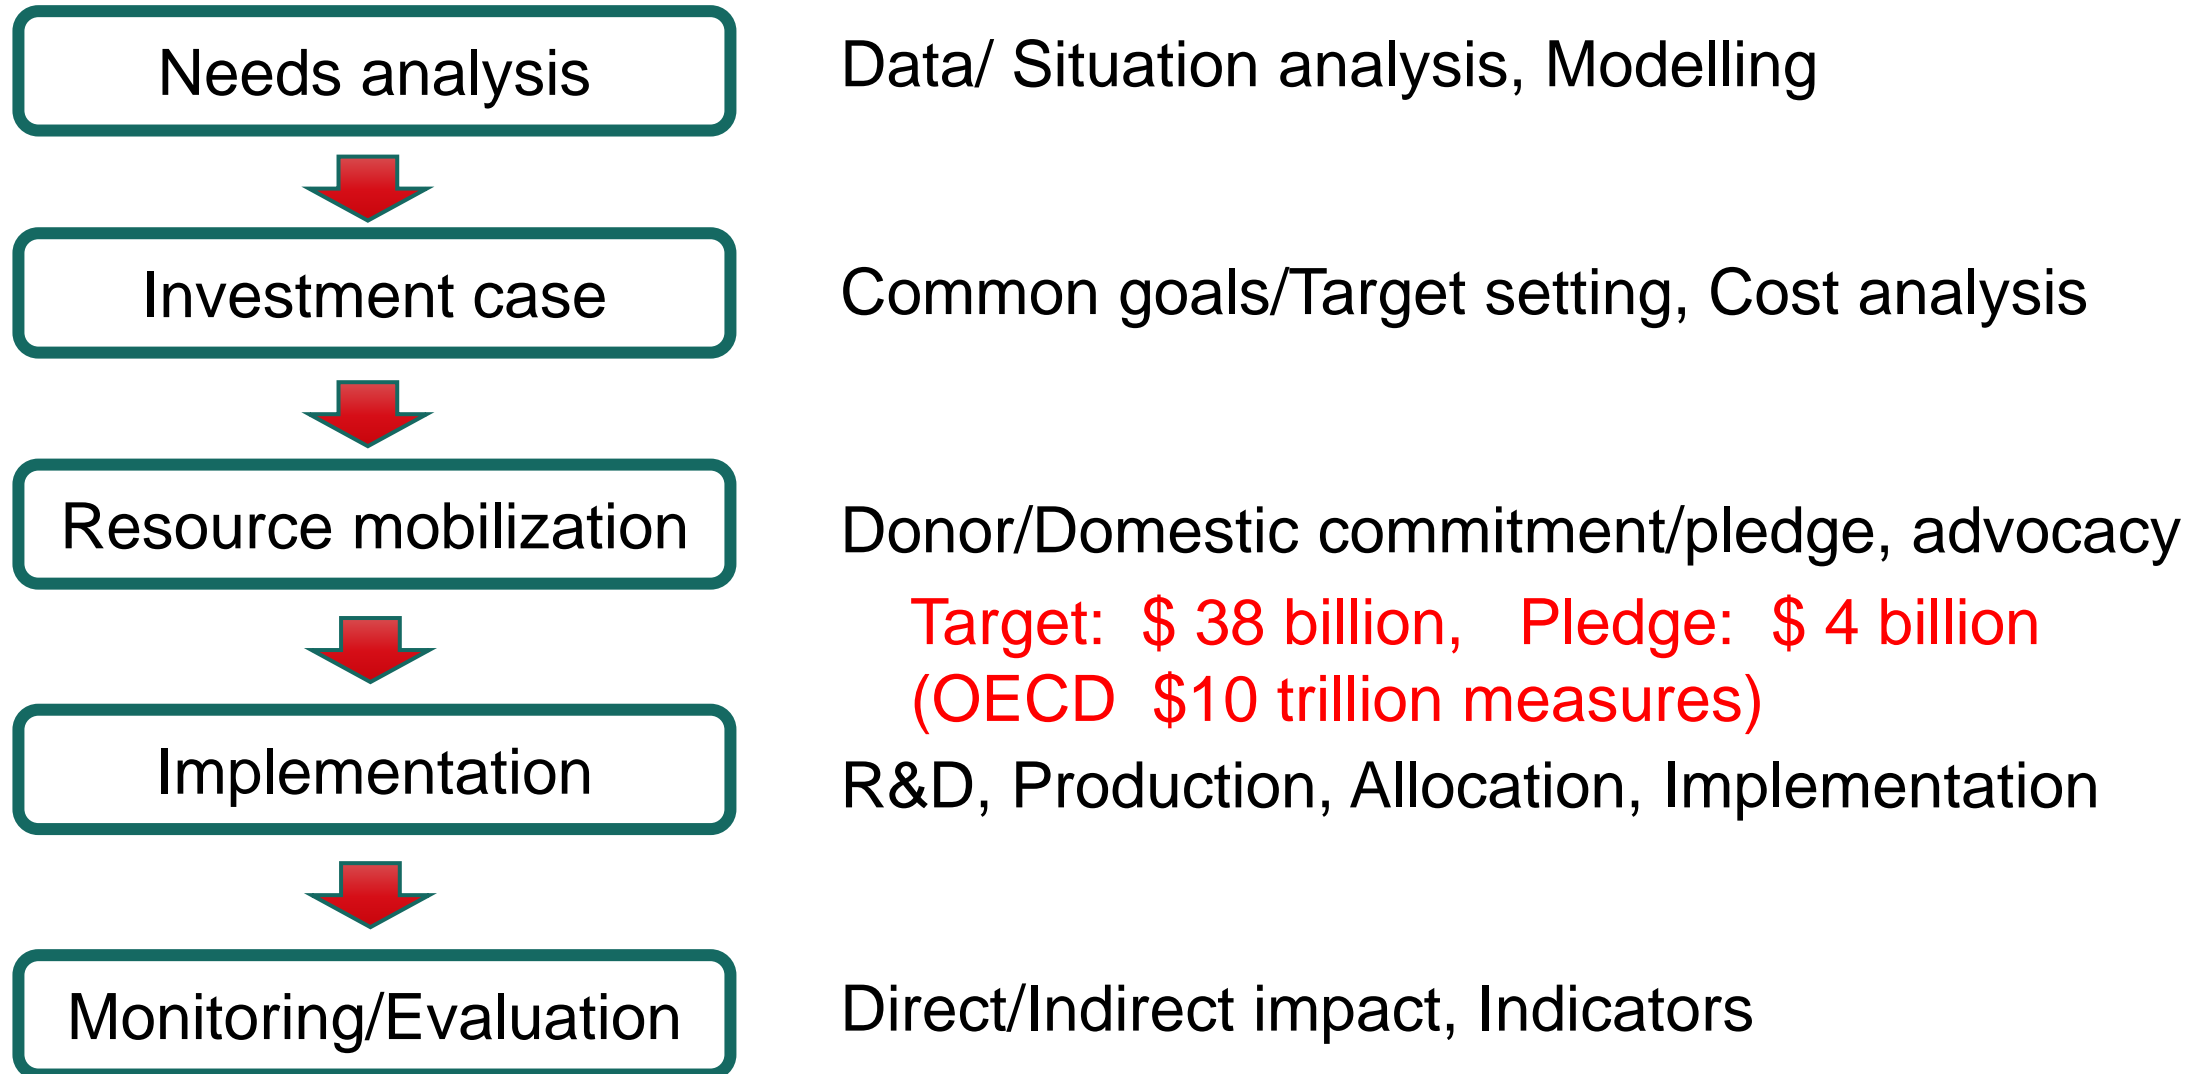 Needs analysis
Data/ Situation analysis, Modelling
Investment case
Common goals/Target setting, Cost analysis
Resource mobilization
Donor/Domestic commitment/pledge, advocacy
Target: $ 38 billion, Pledge: $ 4 billion
(OECD $10 trillion measures)
Implementation
R&D, Production, Allocation, Implementation
Monitoring/Evaluation
Direct/Indirect impact, Indicators